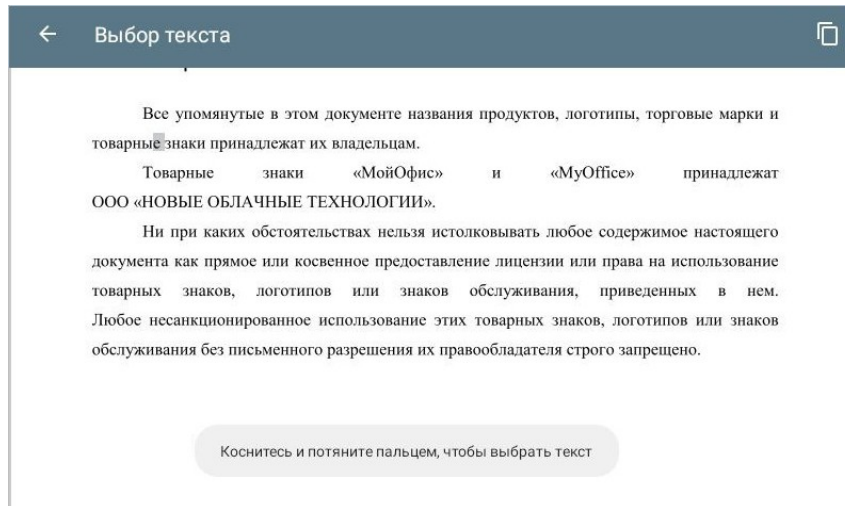 Выбор текста
Все упомянутые в этом документе названия продуктов, логотипы, торговые марки и
товарные знаки принадлежат их владельцам.
Товарные знаки «МойОфис» и «MyOffice» принадлежат
ООО «НОВЫЕ ОБЛАЧНЫЕ ТЕХНОЛОГИИ».
Ни при каких обстоятельствах нельзя истолковывать любое содержимое настоящего
документа как прямое или косвенное предоставление лицензии или права на использование
товарных знаков, логотипов или знаков обслуживания, приведенных в нем.
Любое несанкционированное использование этих товарных знаков, логотипов или знаков
обслуживания без письменного разрешения их правообладателя строго запрещено.
Коснитесь и потяните пальцем, чтобы выбрать текст